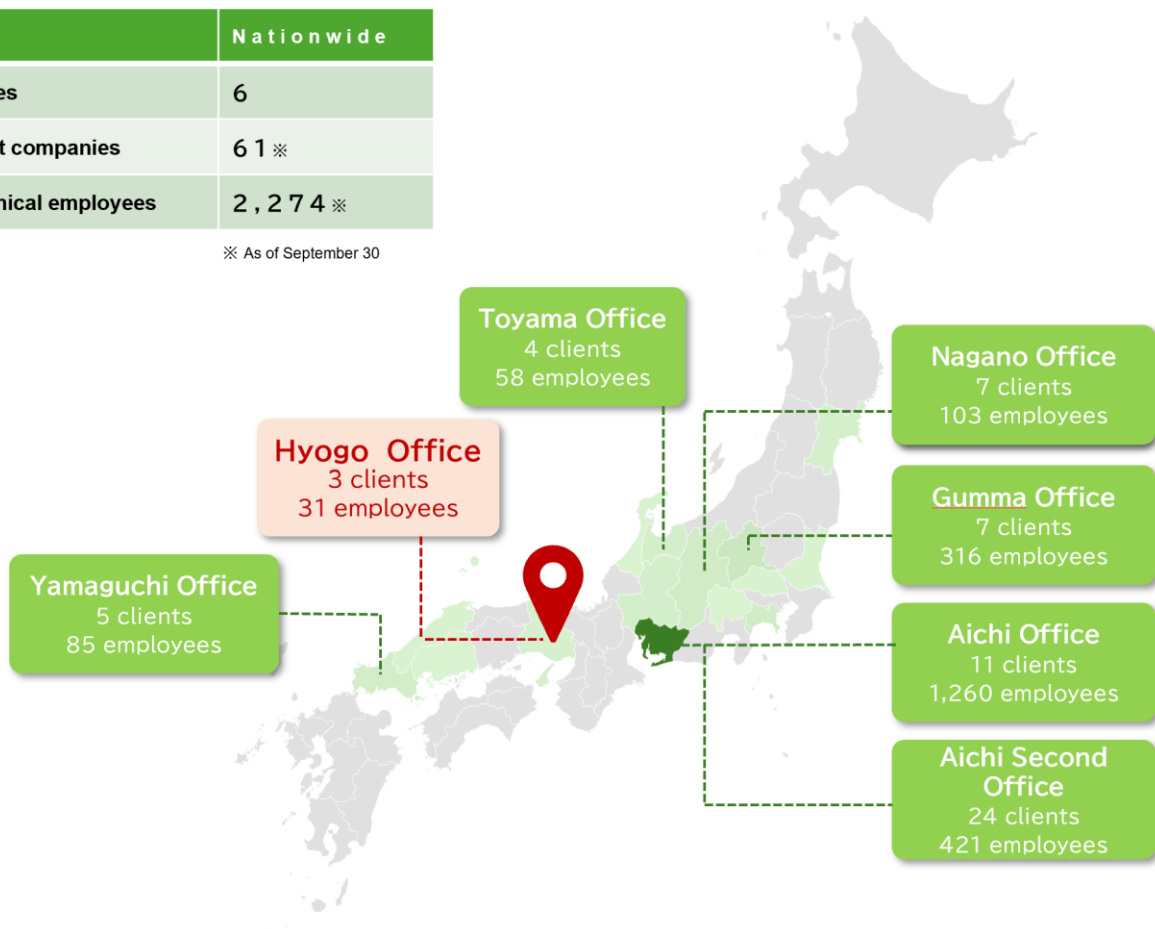 Nationwide
es
6
t companies
61※
nical employees
2,274※
※ As of September 30
Toyama Office
4 clients
58 employees
Nagano Office
7 clients
103 employees
Hyogo Office
3 clients
31 employees
Gumma Office
7 clients
316 employees
Yamaguchi Office
5 clients
85 employees
Aichi Office
11 clients
1,260 employees
Aichi Second
Office
24 clients
421 employees